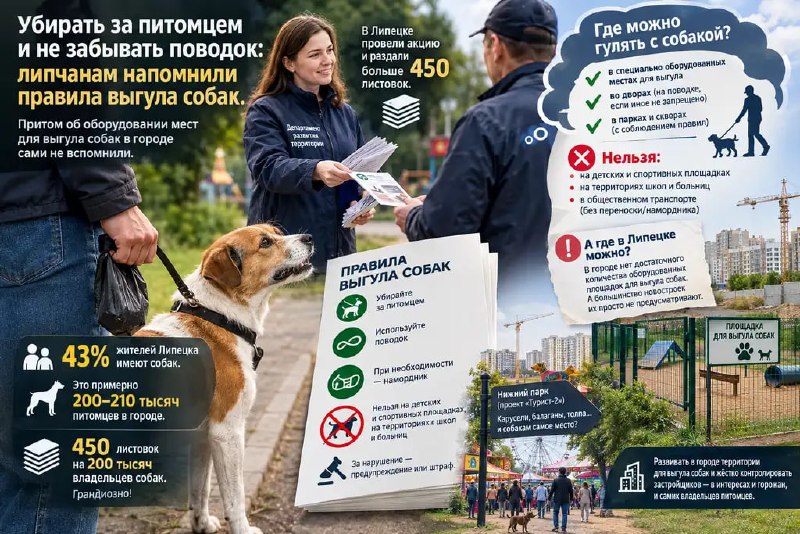 Убирать за питомцем
и не забывать поводок:
липчанам напомнили
правила выгула собак.
Притом об оборудовании мест
для выгула собак в городе
сами не вспомнили.
В Липецке
провели акцию
и раздали
больше 450
листовок.
Департамент
развития
территории
Где можно
гулять с собакой?
в специально оборудованных
местах для выгула
во дворах (на поводке,
если иное не запрещено)
в парках и скверах
(с соблюдением правил)
Нельзя:
• на детских и спортивных площадках
• на территориях школ и больниц
• в общественном транспорте
(без переноски/намордника)
А где в Липецке
можно?
В городе нет достаточного
количества оборудованных
площадок для выгула собак.
А большинство новостроек
их просто не предусматривают.
ПРАВИЛА
ВЫГУЛА СОБАК
Убирайте
за питомцем
Используйте
поводок
При необходимости —
намордник
Нельзя на детских
и спортивных площадках,
на территориях школ
и больниц
За нарушение —
предупреждение или штраф.
43% жителей Липецка
имеют собак.
Это примерно
200–210 тысяч
питомцев в городе.
450 листовок
на 200 тысяч
владельцев собак.
Грандиозно!
ПЛОЩАДКА
ДЛЯ ВЫГУЛА СОБАК
Нижний парк
(проект «Турист-2»)
Карусели, балаганы, толпа...
и собакам самое место?
Развивать в городе территории
для выгула собак и жёстко контролировать
застройщиков — в интересах и горожан,
и самих владельцев питомцев.